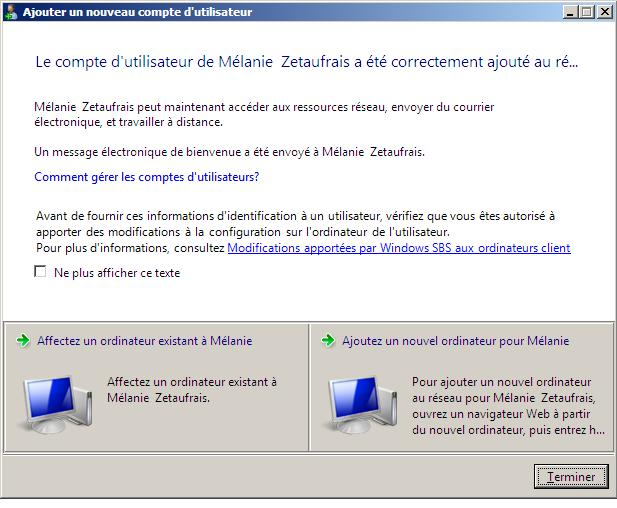 Ajouter un nouveau compte d'utilisateur
Le compte d'utilisateur de Mélanie Zetaufrais a été correctement ajouté au ré...
Mélanie Zetaufrais peut maintenant accéder aux ressources réseau, envoyer du courrier
électronique, et travailler à distance.
Un message électronique de bienvenue a été envoyé à Mélanie Zetaufrais.
Comment gérer les comptes d'utilisateurs?
Avant de fournir ces informations d'identification à un utilisateur, vérifiez que vous êtes autorisé à
apporter des modifications à la configuration sur l'ordinateur de l'utilisateur.
Pour plus d'informations, consultez Modifications apportées par Windows SBS aux ordinateurs client
Ne plus afficher ce texte
Affectez un ordinateur existant à Mélanie
Affectez un ordinateur existant à
Mélanie Zetaufrais.
Ajoutez un nouvel ordinateur pour Mélanie
Pour ajouter un nouvel ordinateur
au réseau pour Mélanie Zetaufrais,
ouvrez un navigateur Web à partir
du nouvel ordinateur, puis entrez h...
Terminer